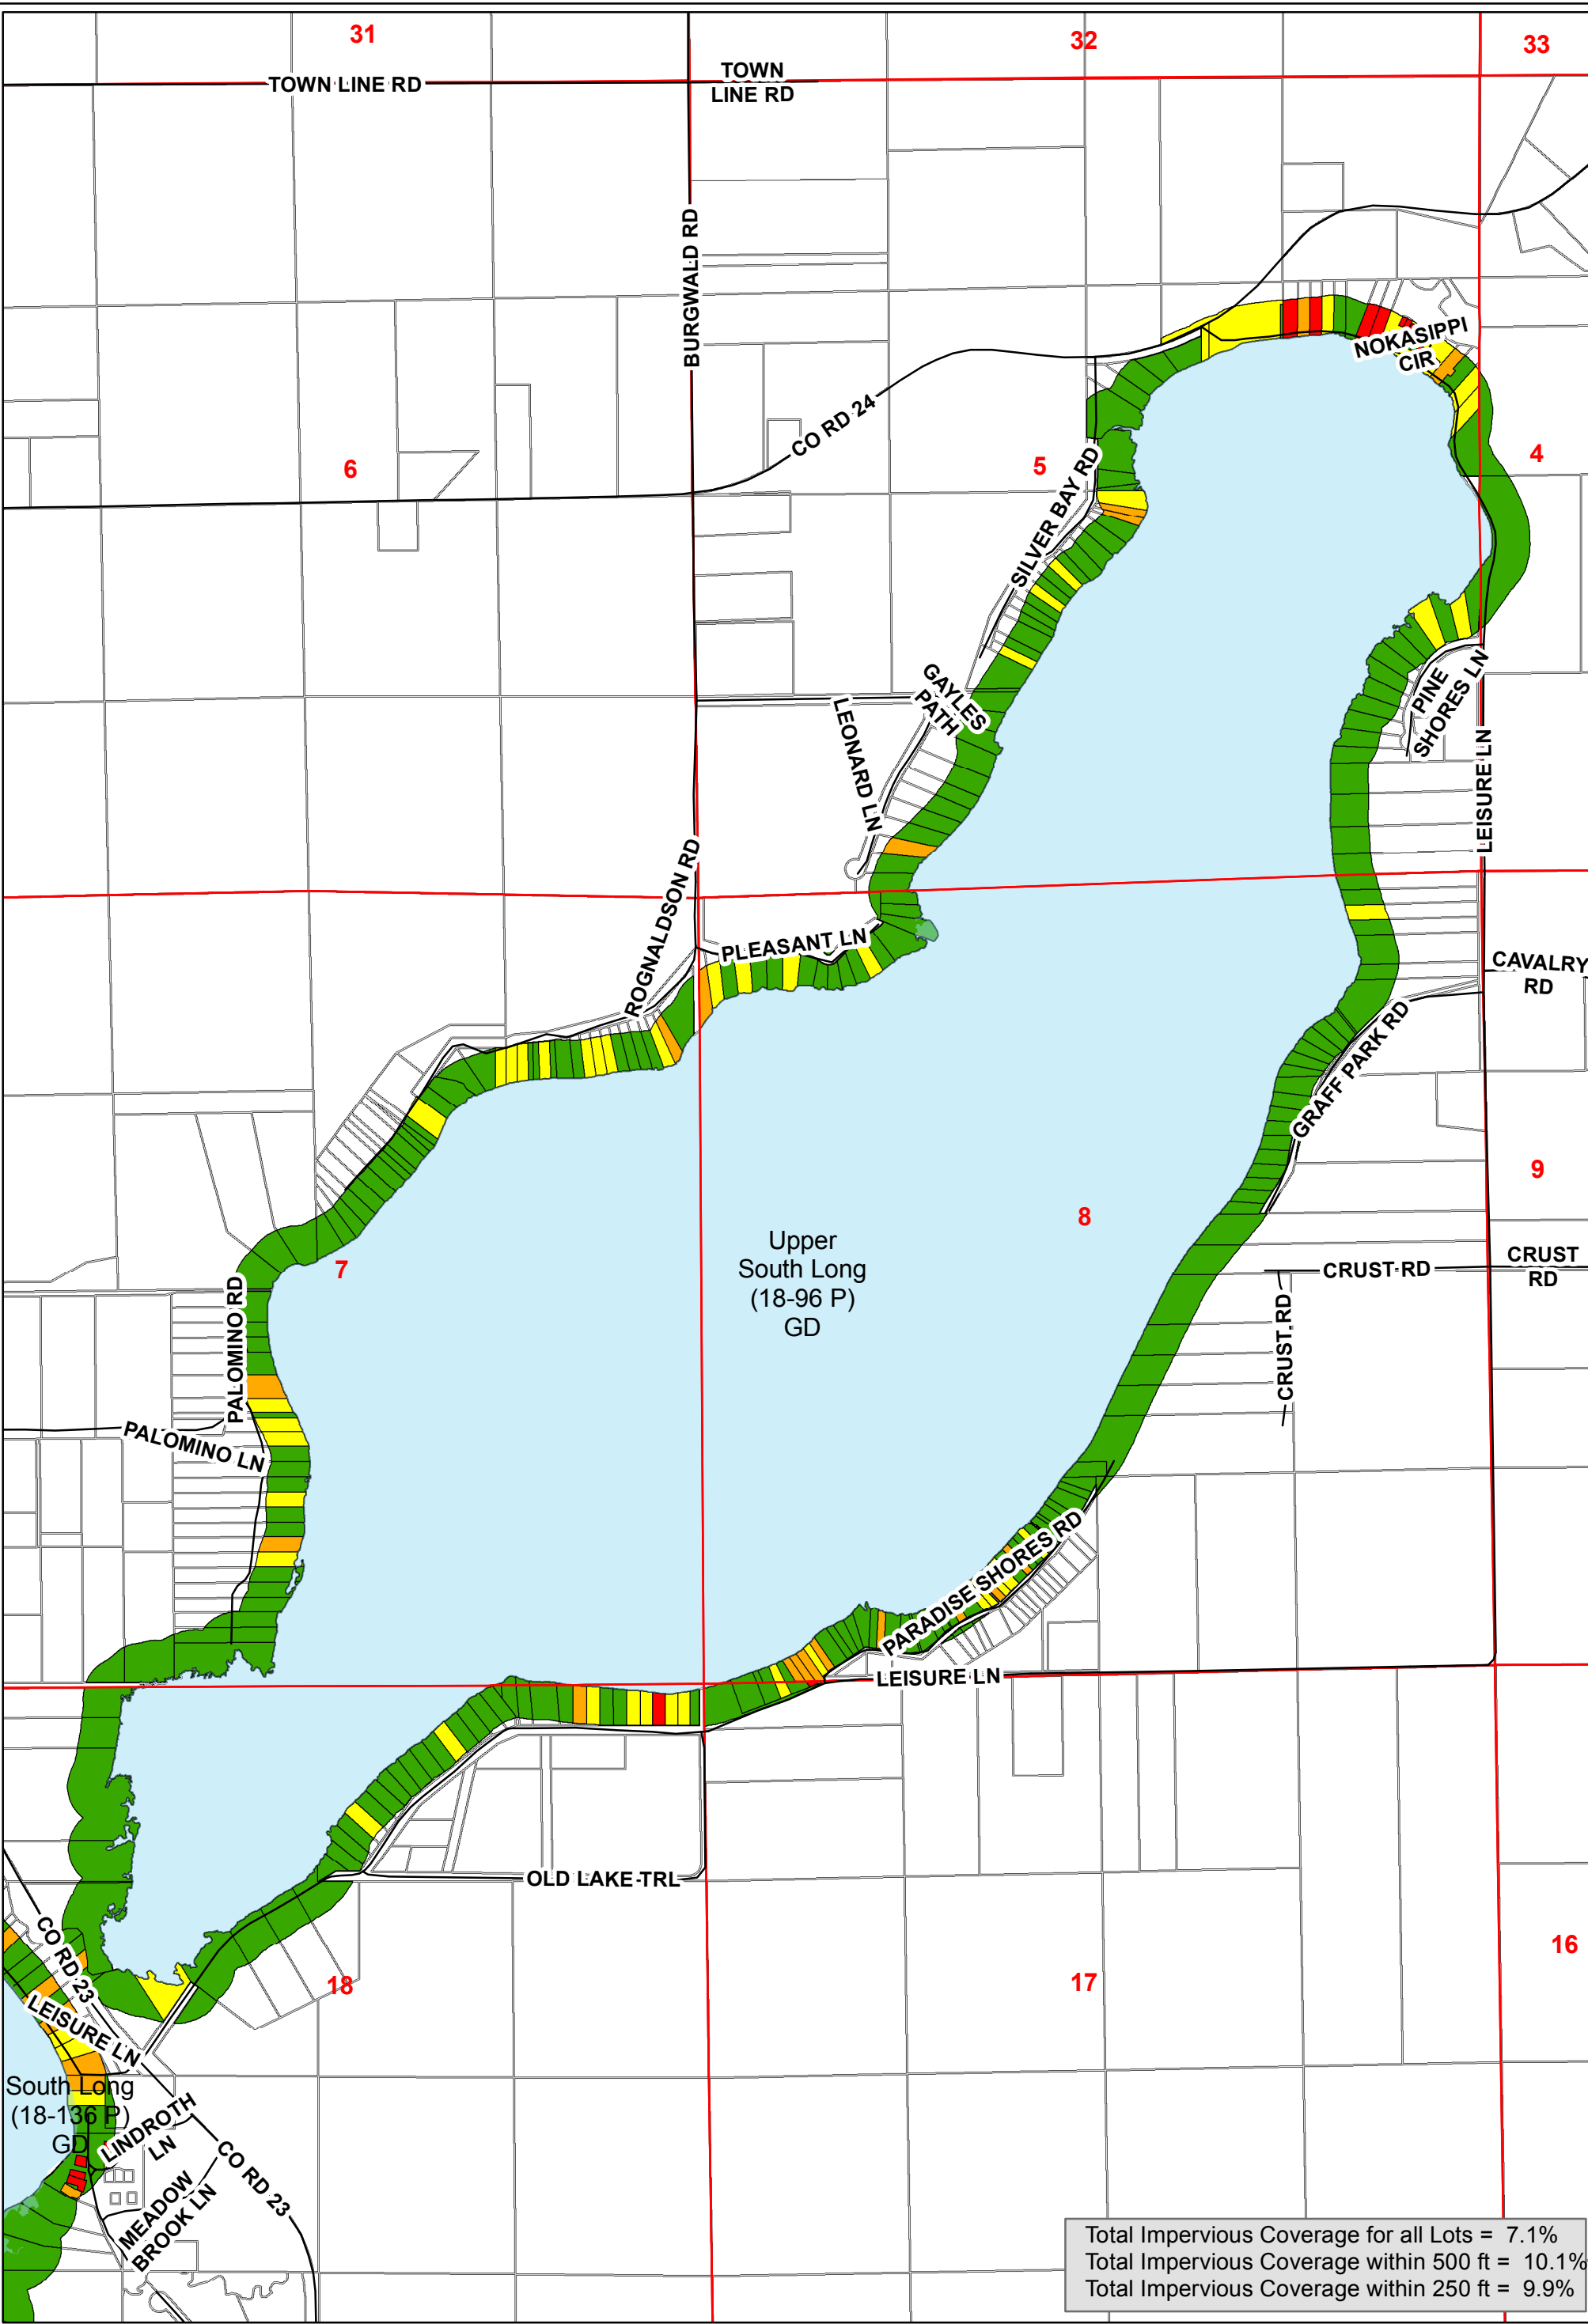 31
32
33
TOWN LINE RD
TOWN
LINE RD
BURGWALD RD
NOKASIPPI
CIR
CO RD 24
6
5
4
SILVER BAY RD
GAYLES
PATH
LEONARD LN
PINE
SHORES LN
LEISURE LN
ROGNALDSON RD
PLEASANT LN
CAVALRY
RD
GRAFF PARK RD
9
8
7
Upper
South Long
(18-96 P)
GD
CRUST RD
CRUST
RD
CRUST RD
PALOMINO RD
PALOMINO LN
PARADISE SHORES RD
LEISURE LN
OLD LAKE TRL
CO RD 23
18
17
16
LEISURE LN
South Long
(18-136 P)
GD
LINDROTH
LN
CO RD 23
MEADOW
BROOK LN
Total Impervious Coverage for all Lots = 7.1%
Total Impervious Coverage within 500 ft = 10.1%
Total Impervious Coverage within 250 ft = 9.9%